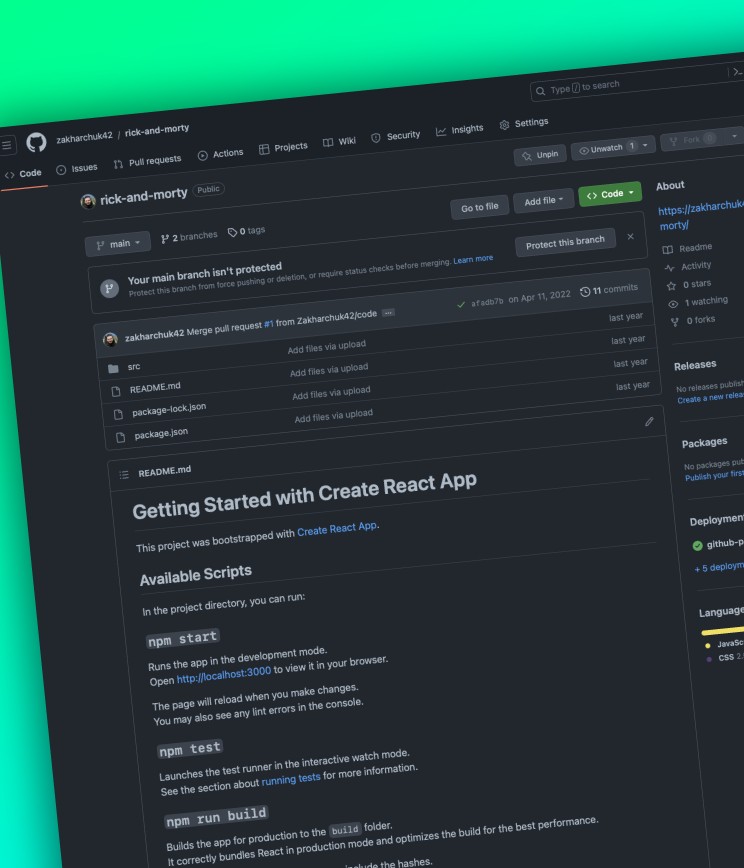 zakharchuk42 / rick-and-morty
Type / to search
Code
Issues
Pull requests
Actions
Projects
Wiki
Security
Insights
Settings
rick-and-morty Public
Unpin
Unwatch 1
Fork 0
main
2 branches
0 tags
Go to file
Add file
Code
Your main branch isn't protected
Protect this branch from force pushing or deletion, or require status checks before merging. Learn more
Protect this branch
zakharchuk42 Merge pull request #1 from Zakharchuk42/code ... afadb7b on Apr 11, 2022 11 commits
src Add files via upload last year
README.md Add files via upload last year
package-lock.json Add files via upload last year
package.json Add files via upload last year
README.md
Getting Started with Create React App
This project was bootstrapped with Create React App.
Available Scripts
In the project directory, you can run:
npm start
Runs the app in the development mode.
Open http://localhost:3000 to view it in your browser.
The page will reload when you make changes.
You may also see any lint errors in the console.
npm test
Launches the test runner in the interactive watch mode.
See the section about running tests for more information.
npm run build
Builds the app for production to the build folder.
It correctly bundles React in production mode and optimizes the build for the best performance.
include the hashes.
About
https://zakharchuk4
morty/
Readme
Activity
0 stars
1 watching
0 forks
Releases
No releases publish
Create a new relea
Packages
No packages pub
Publish your first
Deployment
github-p
+ 5 deploym
Language
JavaSc
CSS 2.